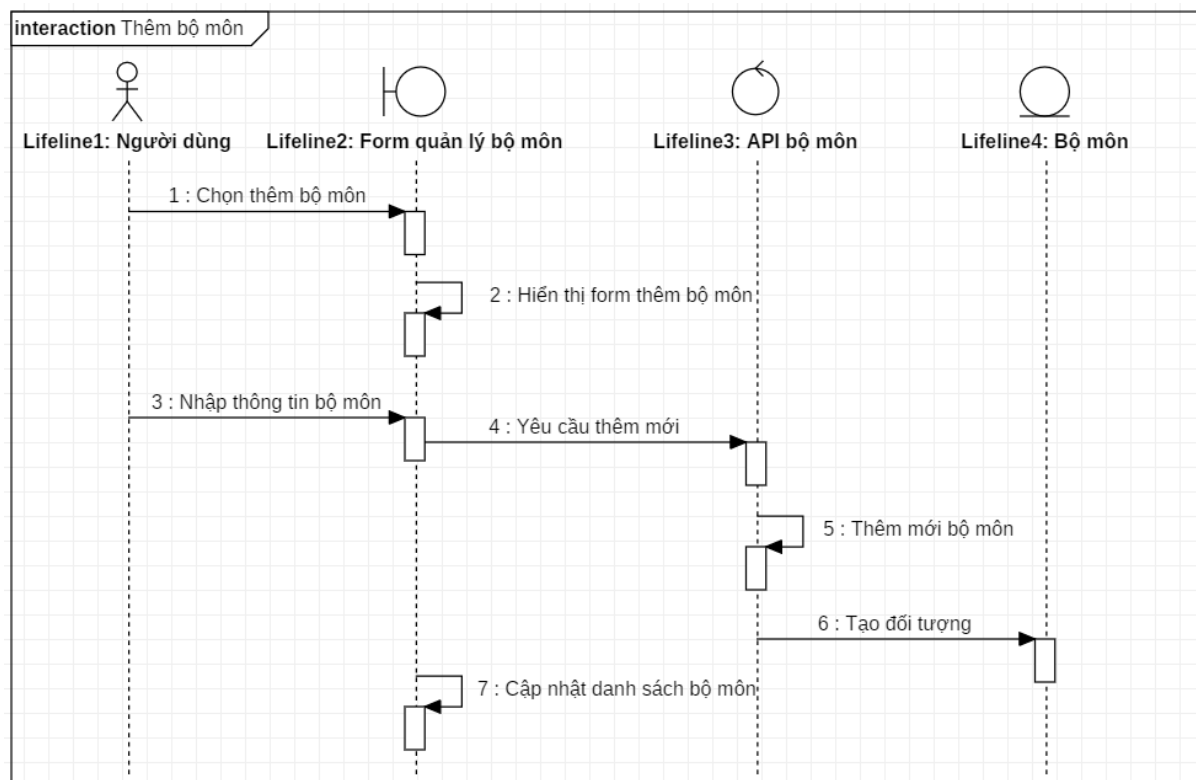 interaction Thêm bộ môn
Lifeline1: Người dùng
Lifeline2: Form quản lý bộ môn
Lifeline3: API bộ môn
Lifeline4: Bộ môn
1 : Chọn thêm bộ môn
2 : Hiển thị form thêm bộ môn
3 : Nhập thông tin bộ môn
4 : Yêu cầu thêm mới
5 : Thêm mới bộ môn
6 : Tạo đối tượng
7 : Cập nhật danh sách bộ môn